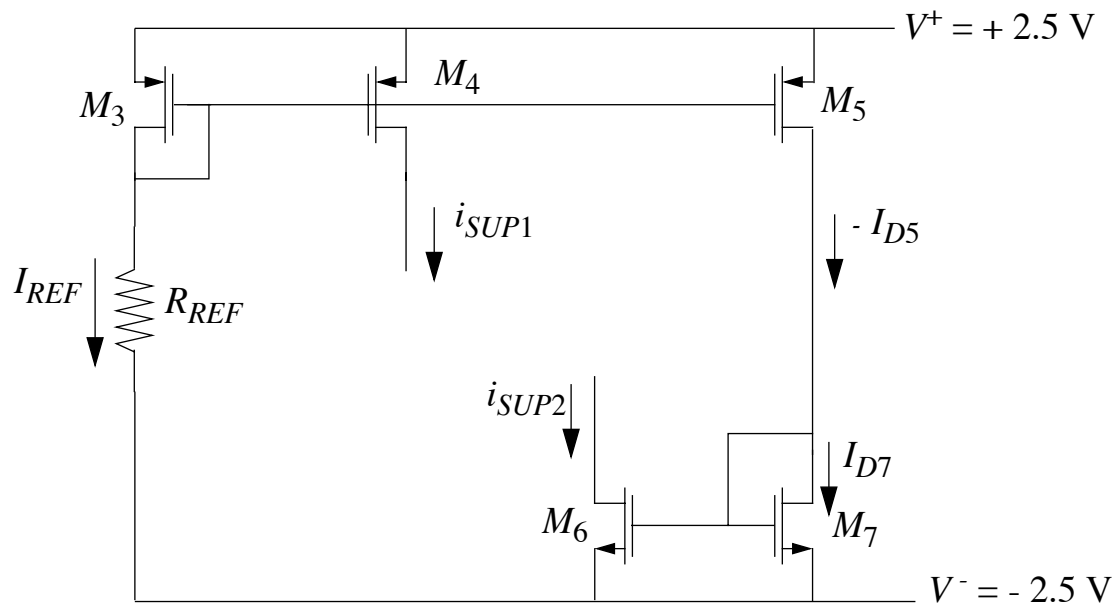 V⁺ = + 2.5 V
M₃
M₄
M₅
i_SUP1
- I_D5
I_REF
R_REF
i_SUP2
I_D7
M₆
M₇
V⁻ = - 2.5 V